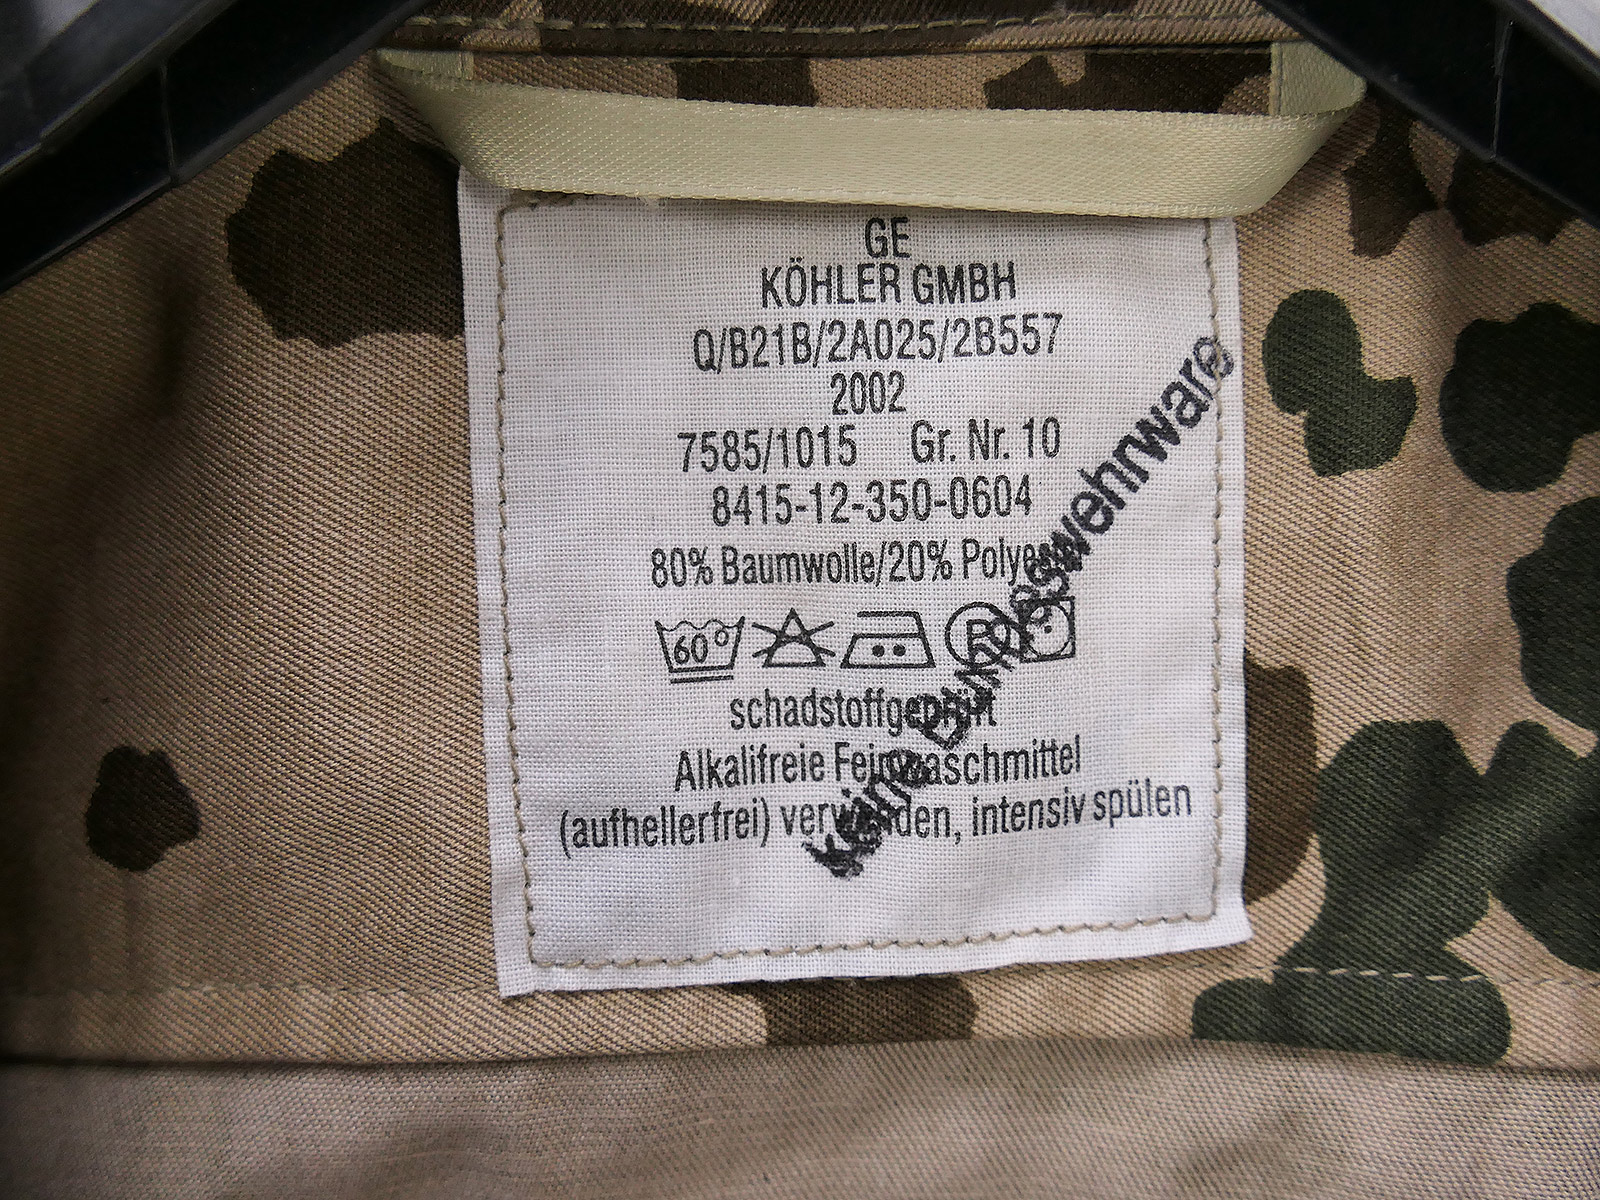 GE
KÖHLER GMBH
Q/B21B/2A025/2B557
2002
7585/1015 Gr. Nr. 10
8415-12-350-0604
80% Baumwolle/20% Polyester
60°
P
schadstoffgeprüft
Alkalifreie Feinwaschmittel
(aufhellerfrei) verwenden, intensiv spülen
Keine Bundeswehrware